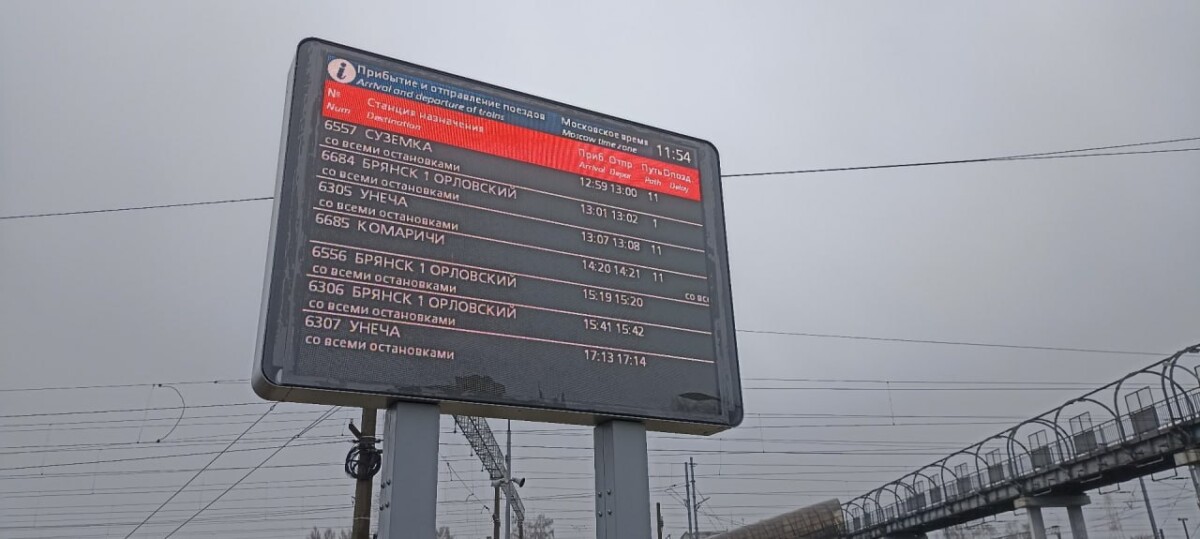 i Прибытие и отправление поездов Московское время 11:54
Arrival and departure of trains Moscow time zone
№ Станция назначения Приб. Отпр. Путь Опозд.
Num Destination Arrival Depar Path Delay
6557 СУЗЕМКА 12:59 13:00 11
со всеми остановками
6684 БРЯНСК 1 ОРЛОВСКИЙ 13:01 13:02 1
со всеми остановками
6305 УНЕЧА 13:07 13:08 11
со всеми остановками
6685 КОМАРИЧИ 14:20 14:21 11
со всe
6556 БРЯНСК 1 ОРЛОВСКИЙ 15:19 15:20
со всеми остановками
6306 БРЯНСК 1 ОРЛОВСКИЙ 15:41 15:42
со всеми остановками
6307 УНЕЧА 17:13 17:14
со всеми остановками